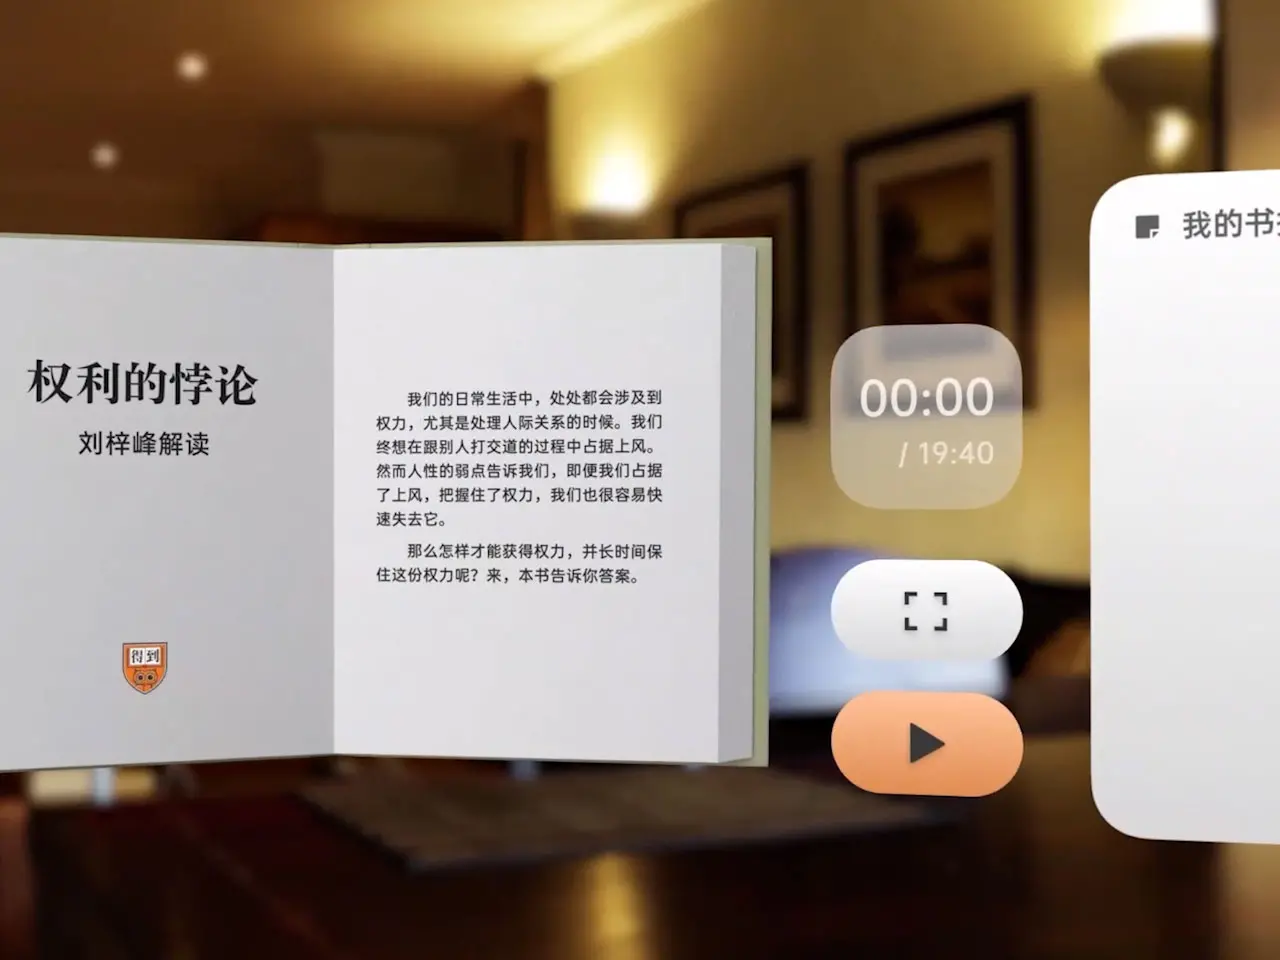 权利的悖论
刘梓峰解读
得到
我们的日常生活中，处处都会涉及到
权力，尤其是处理人际关系的时候。我们
终想在跟别人打交道的过程中占据上风。
然而人性的弱点告诉我们，即便我们占据
了上风，把握住了权力，我们也很容易快
速失去它。
那么怎样才能获得权力，并长时间保
住这份权力呢？来，本书告诉你答案。
00:00
/ 19:40
我的书